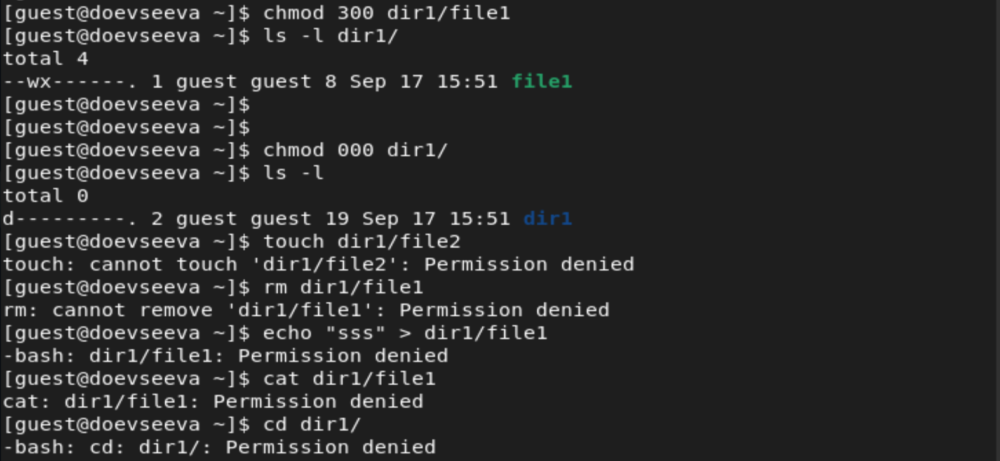 [guest@doevseeva ~]$ chmod 300 dir1/file1
[guest@doevseeva ~]$ ls -l dir1/
total 4
--wx------. 1 guest guest 8 Sep 17 15:51 file1
[guest@doevseeva ~]$
[guest@doevseeva ~]$
[guest@doevseeva ~]$ chmod 000 dir1/
[guest@doevseeva ~]$ ls -l
total 0
d---------. 2 guest guest 19 Sep 17 15:51 dir1
[guest@doevseeva ~]$ touch dir1/file2
touch: cannot touch 'dir1/file2': Permission denied
[guest@doevseeva ~]$ rm dir1/file1
rm: cannot remove 'dir1/file1': Permission denied
[guest@doevseeva ~]$ echo "sss" > dir1/file1
-bash: dir1/file1: Permission denied
[guest@doevseeva ~]$ cat dir1/file1
cat: dir1/file1: Permission denied
[guest@doevseeva ~]$ cd dir1/
-bash: cd: dir1/: Permission denied